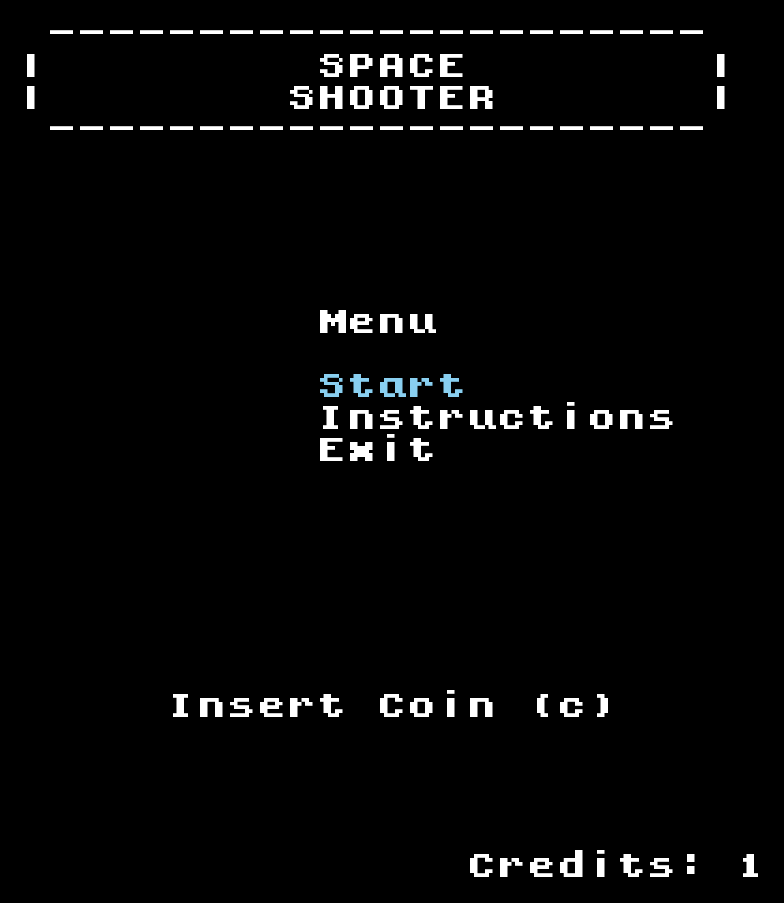 SPACE
SHOOTER
Menu
Start
Instructions
Exit
Insert Coin (c)
Credits: 1